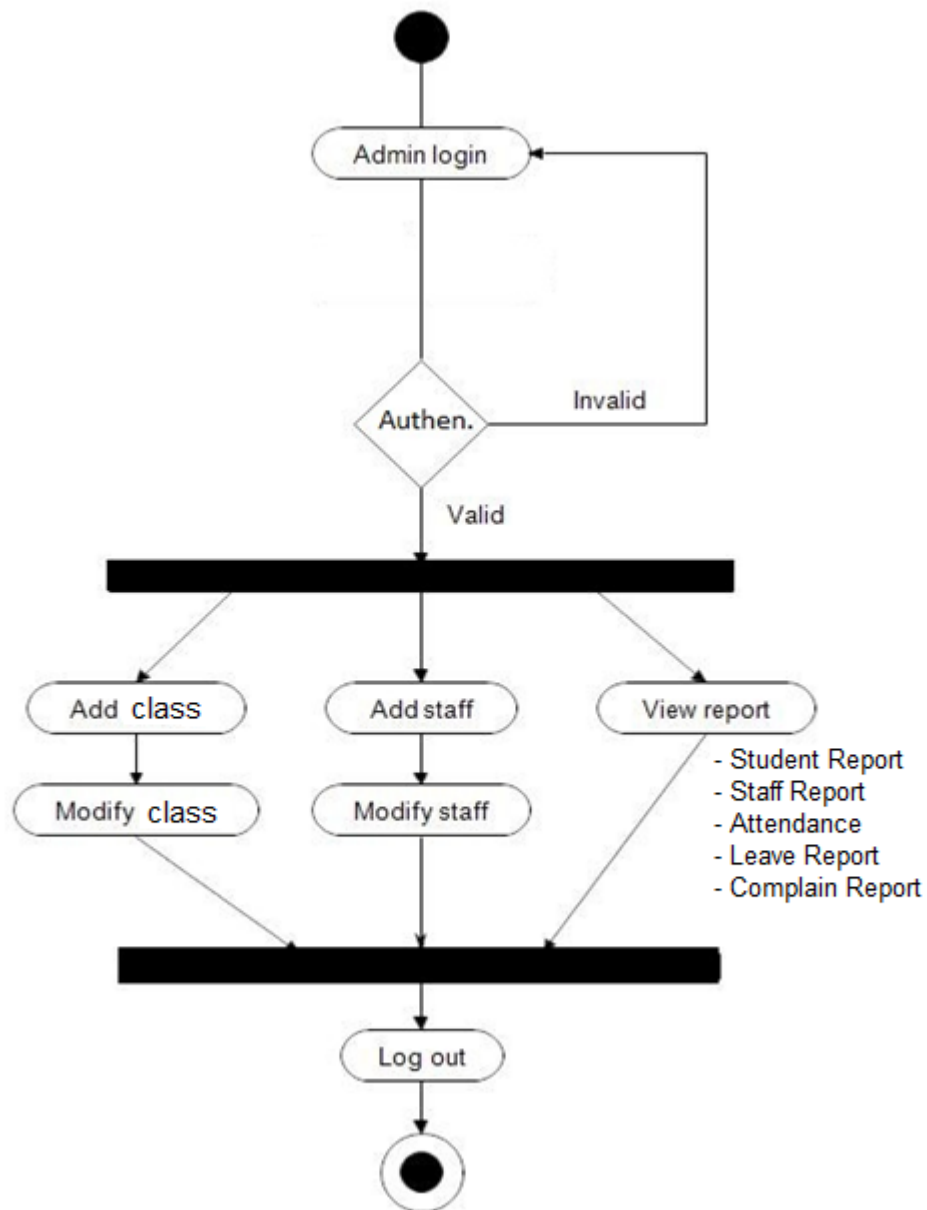 Admin login
Authen.
Invalid
Valid
Add class
Add staff
View report
- Student Report
- Staff Report
- Attendance
- Leave Report
- Complain Report
Modify class
Modify staff
Log out